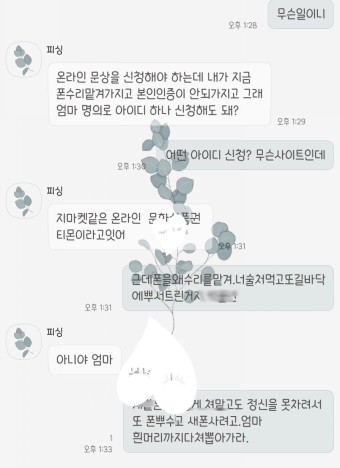 무슨일이니
오후 1:28
피싱
온라인 문상을 신청해야 하는데 내가 지금
폰수리맡겨가지고 본인인증이 안되가지고 그래
엄마 명의로 아이디 하나 신청해도 돼?
오후 1:29
어떤 아이디 신청? 무슨사이트인데
오후 1:30
피싱
지마켓같은 온라인 문화상품권
티몬이라고잇어
오후 1:31
근데폰을왜수리를맡겨.너술처먹고또길바닥
에뿌서트린거지
오후 1:31
피싱
아니야 엄마
쳐맡고도 정신을 못차려서
또 폰뿌수고 새폰사려고.엄마
흰머리까지다쳐뽑아가라.
1
오후 1:33